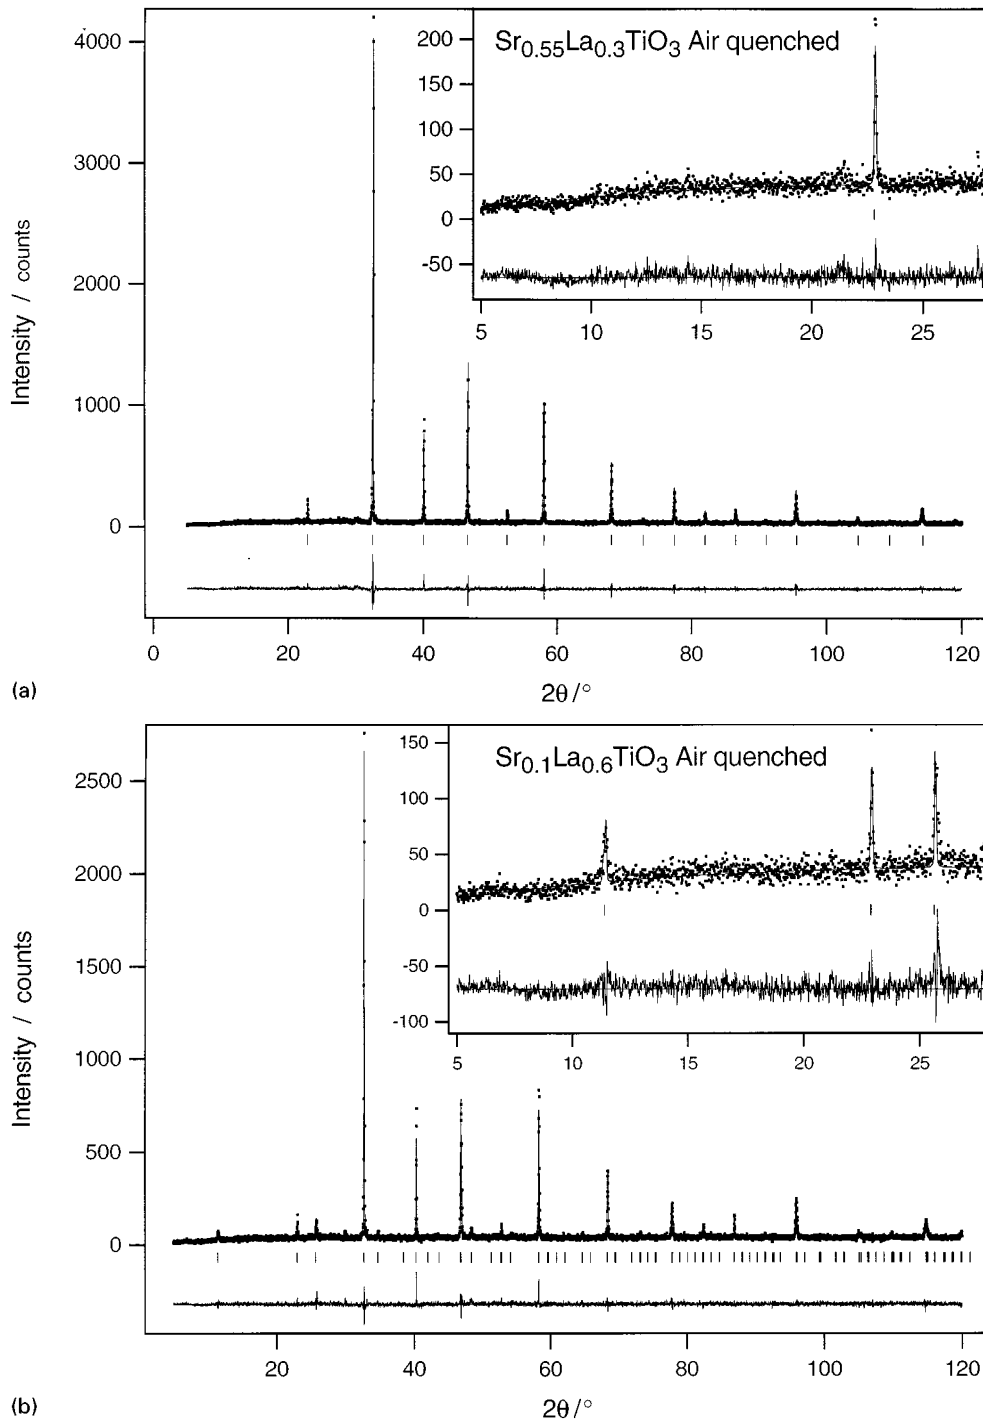 4000
3000
2000
1000
0
Intensity / counts
Sr0.55La0.3TiO3 Air quenched
200
150
100
50
0
-50
5 10 15 20 25
0 20 40 60 80 100 120
2θ/°
(a)
2500
2000
1500
1000
500
0
Intensity / counts
Sr0.1La0.6TiO3 Air quenched
150
100
50
0
-50
-100
5 10 15 20 25
20 40 60 80 100 120
2θ/°
(b)